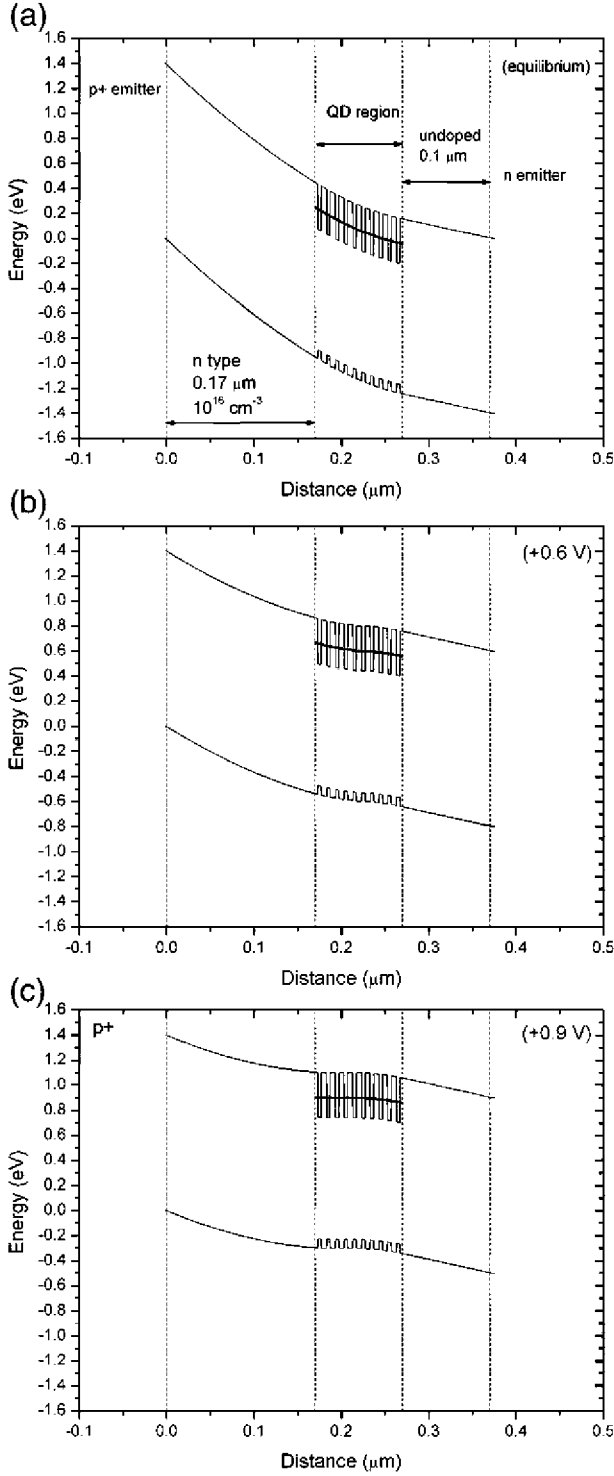 (a)
1.6
1.4
1.2
1.0
0.8
0.6
0.4
0.2
0.0
-0.2
-0.4
-0.6
-0.8
-1.0
-1.2
-1.4
-1.6
Energy (eV)
p+ emitter
(equilibrium)
QD region
undoped
0.1 μm
n emitter
n type
0.17 μm
10^16 cm^-3
-0.1 0.0 0.1 0.2 0.3 0.4 0.5
Distance (μm)
(b)
1.6
1.4
1.2
1.0
0.8
0.6
0.4
0.2
0.0
-0.2
-0.4
-0.6
-0.8
-1.0
-1.2
-1.4
-1.6
Energy (eV)
(+0.6 V)
-0.1 0.0 0.1 0.2 0.3 0.4 0.5
Distance (μm)
(c)
1.6
1.4
1.2
1.0
0.8
0.6
0.4
0.2
0.0
-0.2
-0.4
-0.6
-0.8
-1.0
-1.2
-1.4
-1.6
Energy (eV)
p+
(+0.9 V)
-0.1 0.0 0.1 0.2 0.3 0.4 0.5
Distance (μm)